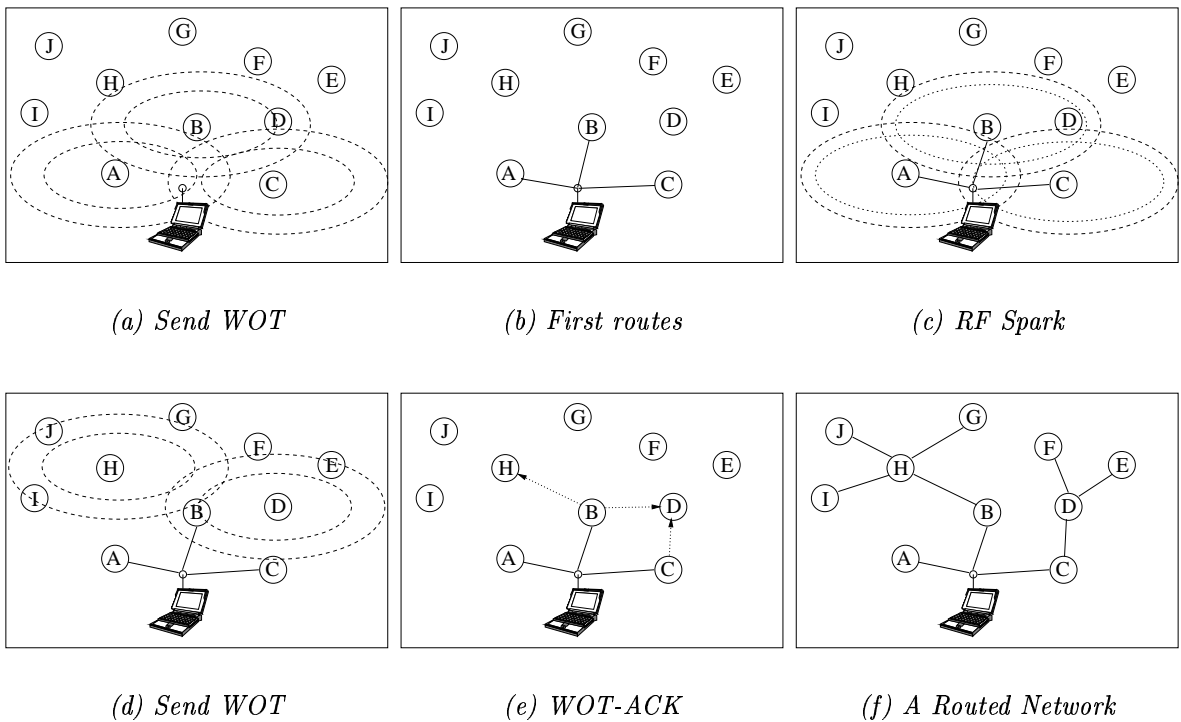 G
J
F
H
E
I
B
D
A
C
(a) Send WOT
G
J
F
H
E
I
B
D
A
C
(b) First routes
G
J
F
H
E
I
B
D
A
C
(c) RF Spark
G
J
F
H
E
I
B
D
A
C
(d) Send WOT
G
J
F
H
E
I
B
D
A
C
(e) WOT-ACK
G
J
F
H
E
I
B
D
A
C
(f) A Routed Network